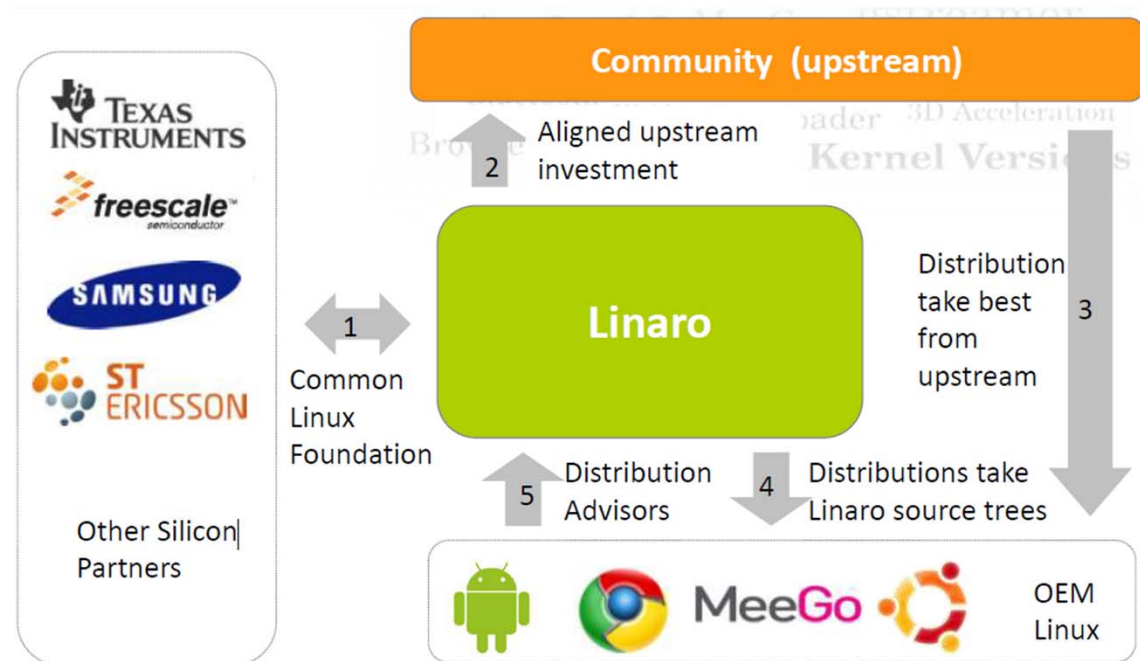 Community (upstream)
TEXAS
INSTRUMENTS
freescale™
semiconductor
SAMSUNG
ST
ERICSSON
Other Silicon
Partners
1
Common
Linux
Foundation
2
Aligned upstream
investment
3D Acceleration
Kernel Versions
Linaro
Distribution
take best
from
upstream
3
5
Distribution
Advisors
4
Distributions take
Linaro source trees
MeeGo
OEM
Linux